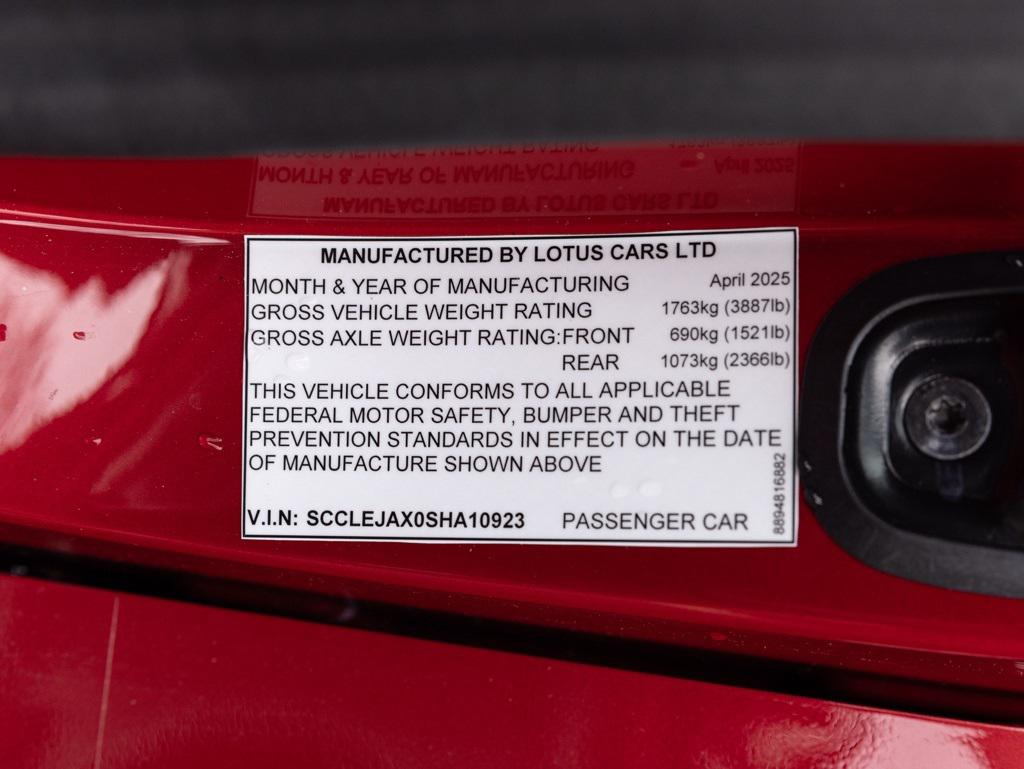 MANUFACTURED BY LOTUS CARS LTD
MONTH & YEAR OF MANUFACTURING April 2025
GROSS VEHICLE WEIGHT RATING 1763kg (3887lb)
GROSS AXLE WEIGHT RATING: FRONT 690kg (1521lb)
REAR 1073kg (2366lb)
THIS VEHICLE CONFORMS TO ALL APPLICABLE
FEDERAL MOTOR SAFETY, BUMPER AND THEFT
PREVENTION STANDARDS IN EFFECT ON THE DATE
OF MANUFACTURE SHOWN ABOVE
V.I.N: SCCLEJAX0SHA10923 PASSENGER CAR
8894816882